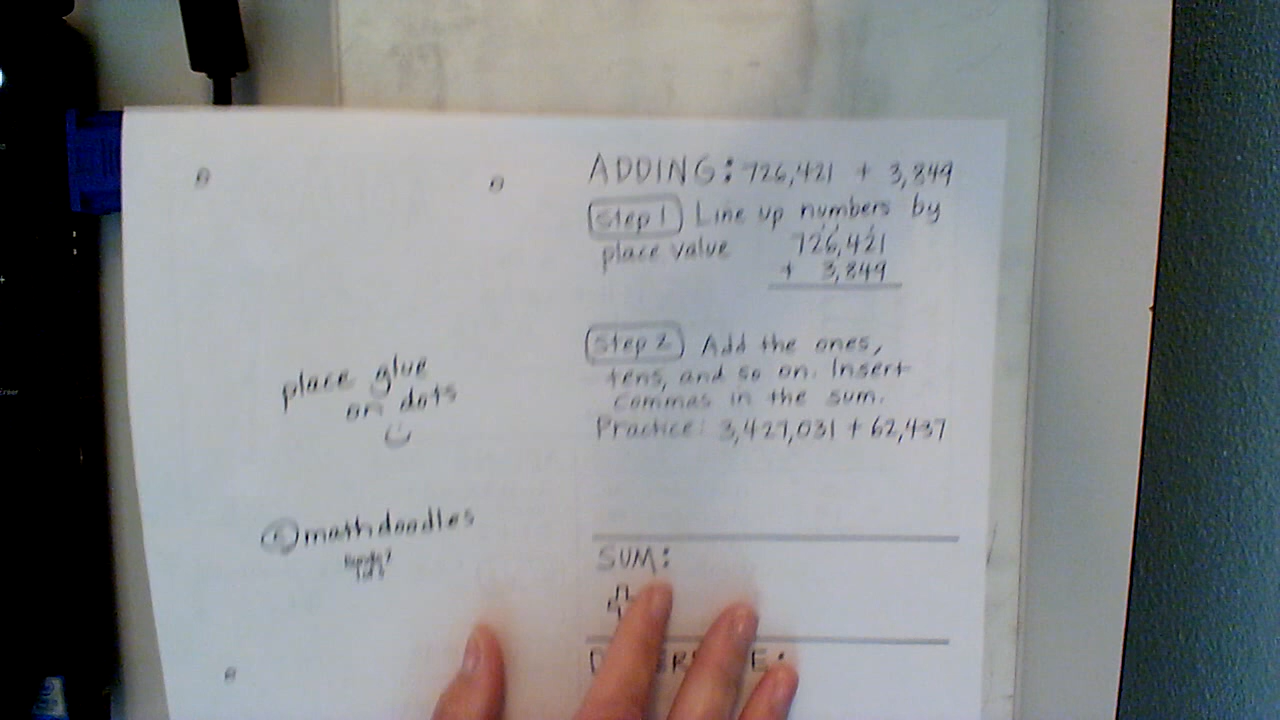 ADDING: 726,421 + 3,849
Step 1 Line up numbers by
place value 726,421
+ 3,849
Step 2 Add the ones,
tens, and so on. Insert
commas in the sum.
Practice: 3,427,031 + 62,437
SUM:
place glue
on dots
©mathdoodles